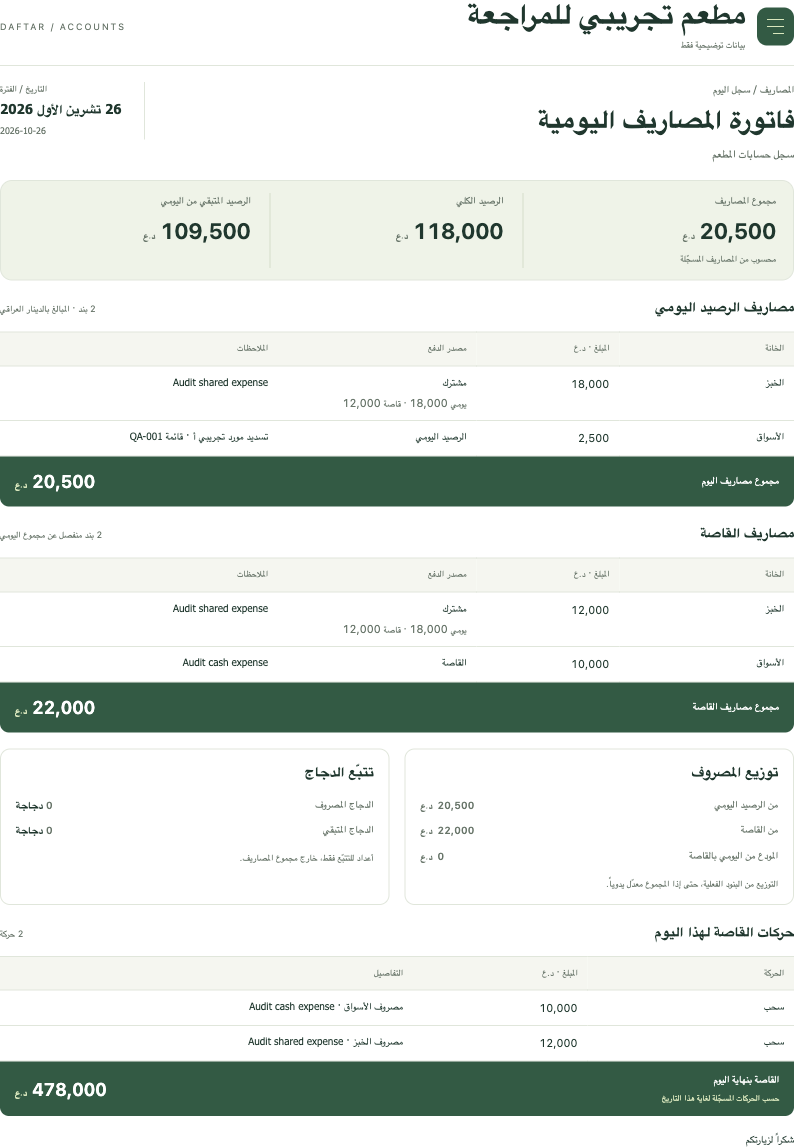 مطعم تجريبي للمراجعة
بيانات توضيحية فقط
DAFTAR / ACCOUNTS
المصاريف / سجل اليوم
فاتورة المصاريف اليومية
سجل حسابات المطعم
التاريخ / الفترة
26 تشرين الأول 2026
2026-10-26
مجموع المصاريف
20,500 د.ع
محسوب من المصاريف المسجّلة
الرصيد الكلي
118,000 د.ع
الرصيد المتبقي من اليومي
109,500 د.ع
مصاريف الرصيد اليومي
2 بند · المبالغ بالدينار العراقي
الخانة المبلغ · د.ع مصدر الدفع الملاحظات
الخبز 18,000 مشترك Audit shared expense
يومي 18,000 · قاصة 12,000
الأسواق 2,500 الرصيد اليومي تسديد مورد تجريبي أ · قائمة QA-001
مجموع مصاريف اليوم 20,500 د.ع
مصاريف القاصة
2 بند منفصل عن مجموع اليومي
الخانة المبلغ · د.ع مصدر الدفع الملاحظات
الخبز 12,000 مشترك Audit shared expense
يومي 18,000 · قاصة 12,000
الأسواق 10,000 القاصة Audit cash expense
مجموع مصاريف القاصة 22,000 د.ع
توزيع المصروف
من الرصيد اليومي 20,500 د.ع
من القاصة 22,000 د.ع
المودع من اليومي بالقاصة 0 د.ع
التوزيع من البنود الفعلية، حتى إذا المجموع معدّل يدوياً.
تتبّع الدجاج
الدجاج المصروف 0 دجاجة
الدجاج المتبقي 0 دجاجة
أعداد للتتبّع فقط، خارج مجموع المصاريف.
حركات القاصة لهذا اليوم
2 حركة
الحركة المبلغ · د.ع التفاصيل
سحب 10,000 مصروف الأسواق · Audit cash expense
سحب 12,000 مصروف الخبز · Audit shared expense
القاصة بنهاية اليوم 478,000 د.ع
حسب الحركات المسجّلة لغاية هذا التاريخ
شكراً لزيارتكم